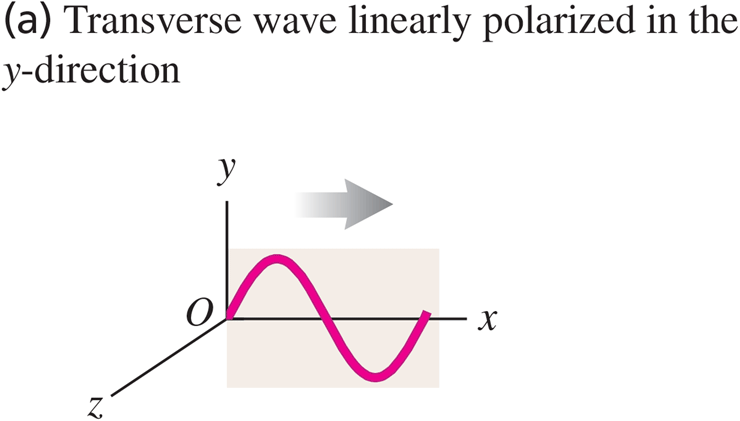 (a) Transverse wave linearly polarized in the
y-direction
y
O
x
z